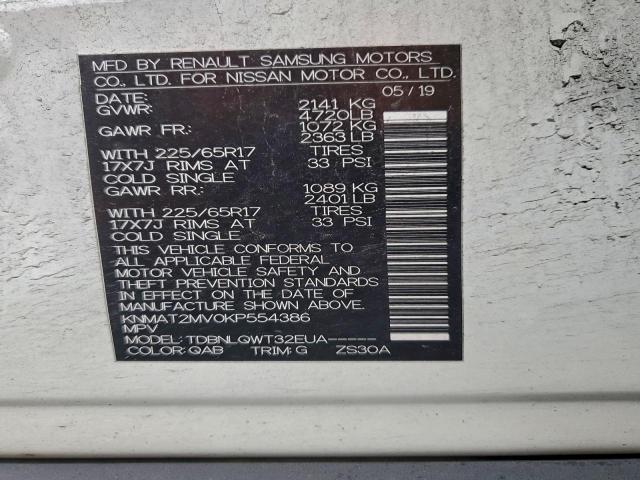 MFD BY RENAULT SAMSUNG MOTORS
CO., LTD. FOR NISSAN MOTOR CO., LTD.
DATE: 05/19
GVWR: 2141 KG
4720LB
GAWR FR: 1072 KG
2363 LB
WITH 225/65R17 TIRES
17X7J RIMS AT 33 PSI
COLD SINGLE
GAWR RR: 1089 KG
2401 LB
WITH 225/65R17 TIRES
17X7J RIMS AT 33 PSI
COLD SINGLE
THIS VEHICLE CONFORMS TO
ALL APPLICABLE FEDERAL
MOTOR VEHICLE SAFETY AND
THEFT PREVENTION STANDARDS
IN EFFECT ON THE DATE OF
MANUFACTURE SHOWN ABOVE.
KNMAT2MV0KP554386
MPV
MODEL: TDBNLQWT32EUA-----
COLOR: QAB TRIM: G ZS30A